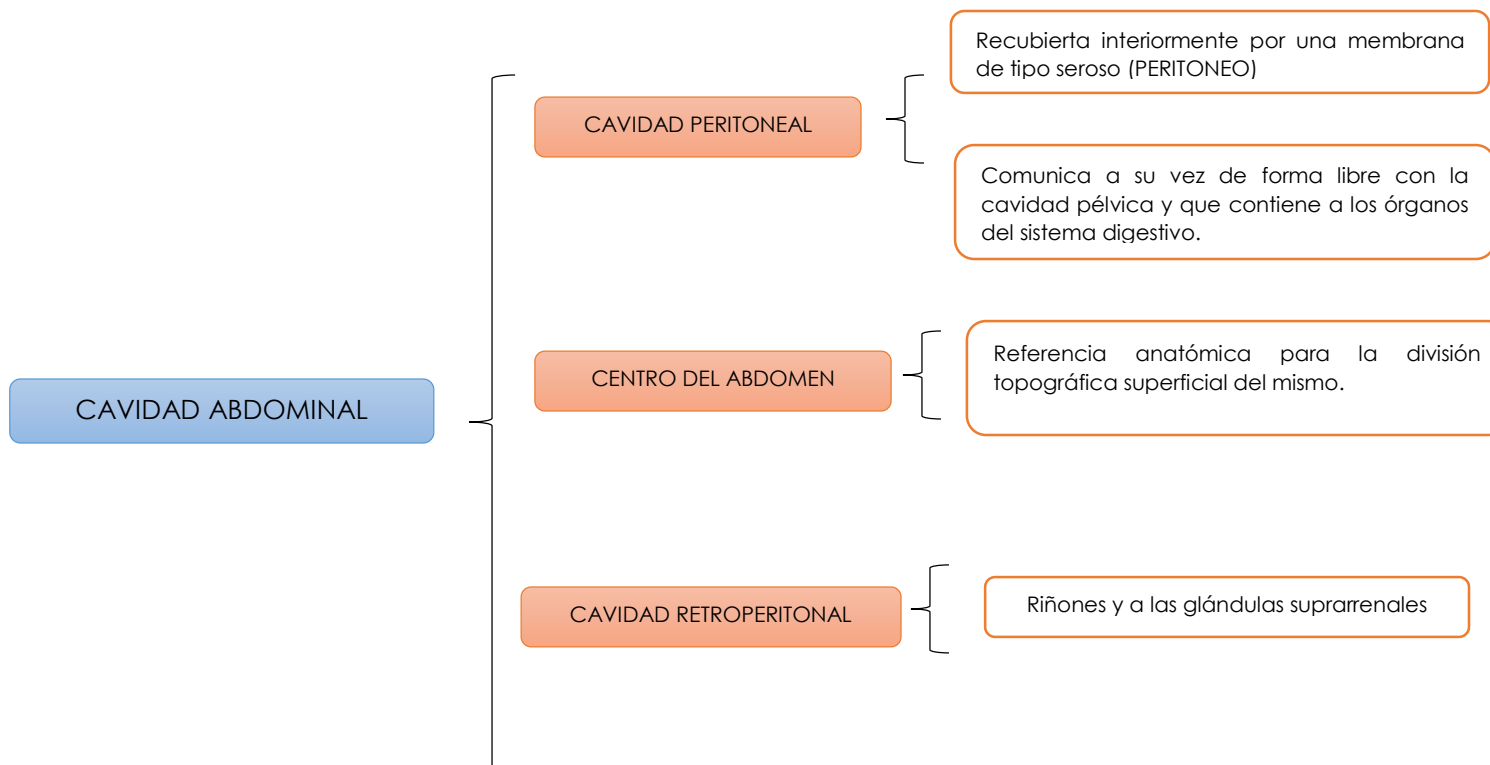 Recubierta interiormente por una membrana
de tipo seroso (PERITONEO)
CAVIDAD PERITONEAL
Comunica a su vez de forma libre con la
cavidad pélvica y que contiene a los órganos
del sistema digestivo.
Referencia anatómica para la división
topográfica superficial del mismo.
CENTRO DEL ABDOMEN
CAVIDAD ABDOMINAL
CAVIDAD RETROPERITONAL
Riñones y a las glándulas suprarrenales